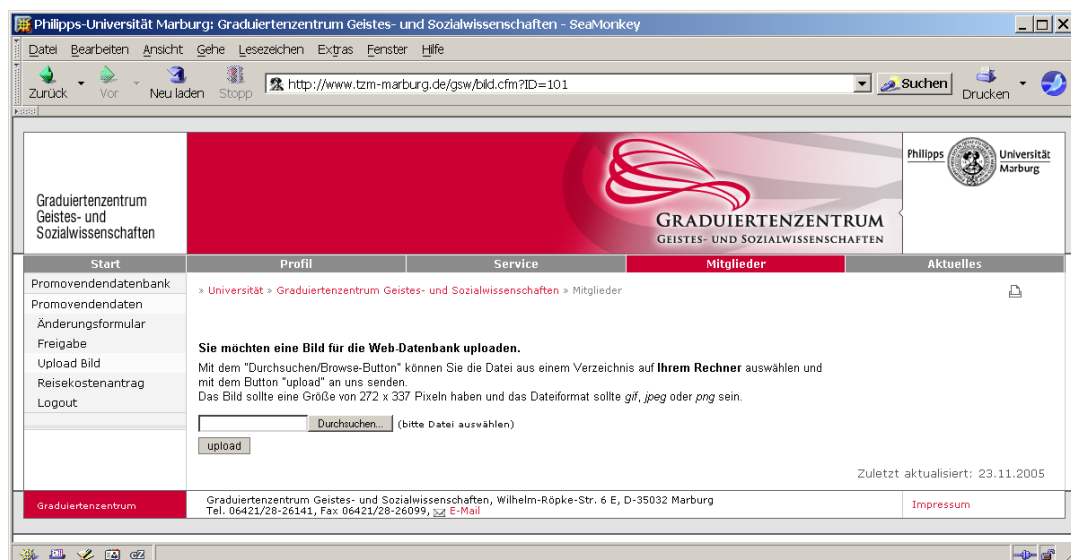 Philipps-Universität Marburg: Graduiertenzentrum Geistes- und Sozialwissenschaften - SeaMonkey
Datei Bearbeiten Ansicht Gehe Lesezeichen Extras Fenster Hilfe
Zurück Vor Neu laden Stopp http://www.tzm-marburg.de/gsw/bild.cfm?ID=101 Suchen Drucken
Graduiertenzentrum
Geistes- und
Sozialwissenschaften
GRADUIERTENZENTRUM
GEISTES- UND SOZIALWISSENSCHAFTEN
Philipps Universität
Marburg
Start Profil Service Mitglieder Aktuelles
Promovendendatenbank
Promovendendaten
Änderungsformular
Freigabe
Upload Bild
Reisekostenantrag
Logout
» Universität » Graduiertenzentrum Geistes- und Sozialwissenschaften » Mitglieder
Sie möchten eine Bild für die Web-Datenbank uploaden.
Mit dem "Durchsuchen/Browse-Button" können Sie die Datei aus einem Verzeichnis auf Ihrem Rechner auswählen und
mit dem Button "upload" an uns senden.
Das Bild sollte eine Größe von 272 x 337 Pixeln haben und das Dateiformat sollte gif, jpeg oder png sein.
Durchsuchen... (bitte Datei auswählen)
upload
Zuletzt aktualisiert: 23.11.2005
Graduiertenzentrum
Graduiertenzentrum Geistes- und Sozialwissenschaften, Wilhelm-Röpke-Str. 6 E, D-35032 Marburg
Tel. 06421/28-26141, Fax 06421/28-26099, E-Mail
Impressum